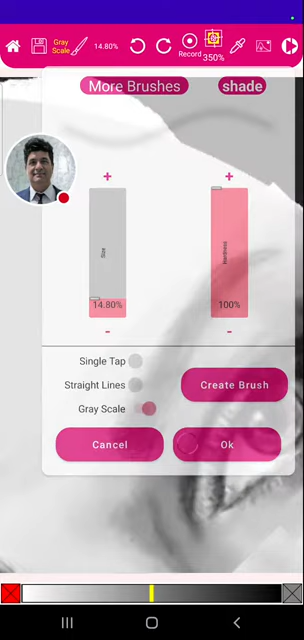 Gray
Scale
14.80%
Record
350%
More Brushes
shade
+
+
Size
Hardness
14.80%
100%
-
-
Single Tap
Straight Lines
Create Brush
Gray Scale
Cancel
Ok